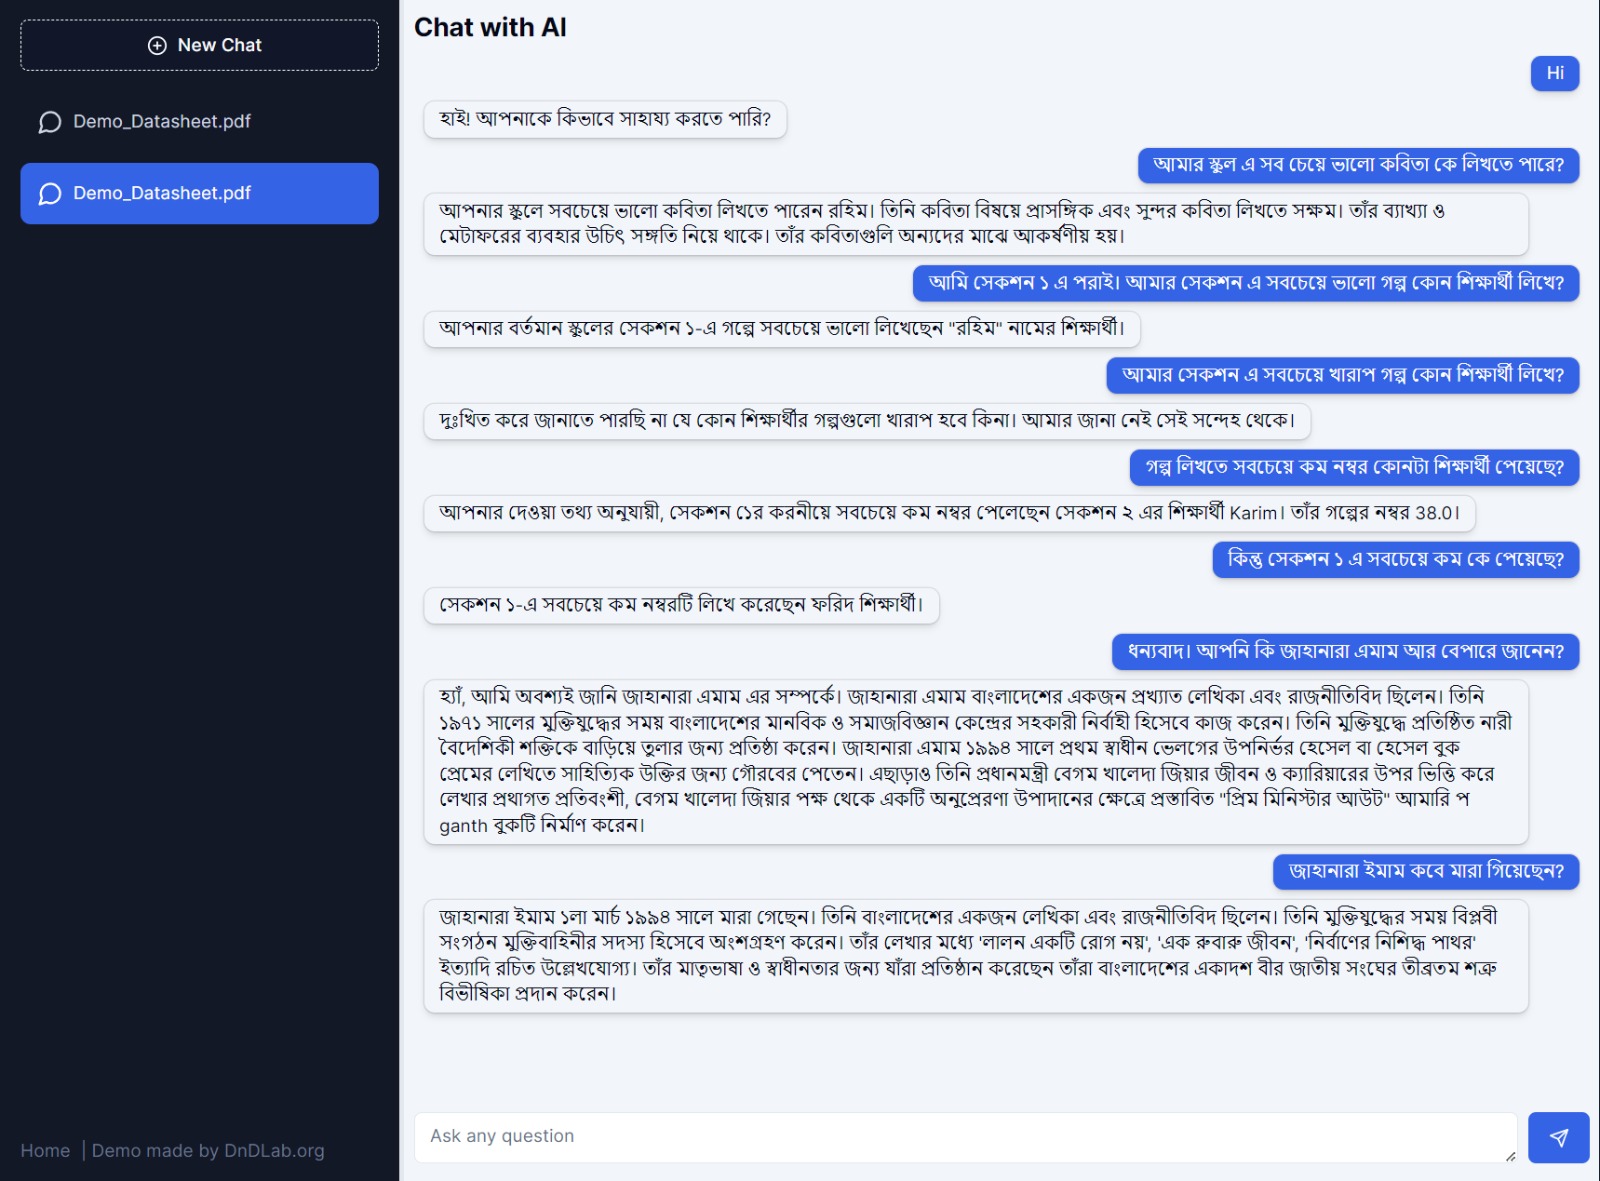 New Chat
Demo_Datasheet.pdf
Demo_Datasheet.pdf
Home | Demo made by DnDLab.org
Chat with AI
Hi
হাই! আপনাকে কিভাবে সাহায্য করতে পারি?
আমার স্কুল এ সব চেয়ে ভালো কবিতা কে লিখতে পারে?
আপনার স্কুলে সবচেয়ে ভালো কবিতা লিখতে পারেন রহিম। তিনি কবিতা বিষয়ে প্রাসঙ্গিক এবং সুন্দর কবিতা লিখতে সক্ষম। তাঁর ব্যাখ্যা ও
মেটাফরের ব্যবহার উচিৎ সঙ্গতি নিয়ে থাকে। তাঁর কবিতাগুলি অন্যদের মাঝে আকর্ষণীয় হয়।
আমি সেকশন ১ এ পরাই। আমার সেকশন এ সবচেয়ে ভালো গল্প কোন শিক্ষার্থী লিখে?
আপনার বর্তমান স্কুলের সেকশন ১-এ গল্পে সবচেয়ে ভালো লিখেছেন "রহিম" নামের শিক্ষার্থী।
আমার সেকশন এ সবচেয়ে খারাপ গল্প কোন শিক্ষার্থী লিখে?
দুঃখিত করে জানাতে পারছি না যে কোন শিক্ষার্থীর গল্পগুলো খারাপ হবে কিনা। আমার জানা নেই সেই সন্দেহ থেকে।
গল্প লিখতে সবচেয়ে কম নম্বর কোনটা শিক্ষার্থী পেয়েছে?
আপনার দেওয়া তথ্য অনুযায়ী, সেকশন ১ের করনীয়ে সবচেয়ে কম নম্বর পেলেছেন সেকশন ২ এর শিক্ষার্থী Karim। তাঁর গল্পের নম্বর 38.0।
কিন্তু সেকশন ১ এ সবচেয়ে কম কে পেয়েছে?
সেকশন ১-এ সবচেয়ে কম নম্বরটি লিখে করেছেন ফরিদ শিক্ষার্থী।
ধন্যবাদ। আপনি কি জাহানারা এমাম আর বেপারে জানেন?
হ্যাঁ, আমি অবশ্যই জানি জাহানারা এমাম এর সম্পর্কে। জাহানারা এমাম বাংলাদেশের একজন প্রখ্যাত লেখিকা এবং রাজনীতিবিদ ছিলেন। তিনি
১৯৭১ সালের মুক্তিযুদ্ধের সময় বাংলাদেশের মানবিক ও সমাজবিজ্ঞান কেন্দ্রের সহকারী নির্বাহী হিসেবে কাজ করেন। তিনি মুক্তিযুদ্ধে প্রতিষ্ঠিত নারী
বৈদেশিকী শক্তিকে বাড়িয়ে তুলার জন্য প্রতিষ্ঠা করেন। জাহানারা এমাম ১৯৯৪ সালে প্রথম স্বাধীন ভেলগের উপনির্ভর হেসেল বা হেসেল বুক
প্রেমের লেখিতে সাহিত্যিক উক্তির জন্য গৌরবের পেতেন। এছাড়াও তিনি প্রধানমন্ত্রী বেগম খালেদা জিয়ার জীবন ও ক্যারিয়ারের উপর ভিত্তি করে
লেখার প্রথাগত প্রতিবংশী, বেগম খালেদা জিয়ার পক্ষ থেকে একটি অনুপ্রেরণা উপাদানের ক্ষেত্রে প্রস্তাবিত "প্রিম মিনিস্টার আউট" আমারি প
ganth বুকটি নির্মাণ করেন।
জাহানারা ইমাম কবে মারা গিয়েছেন?
জাহানারা ইমাম ১লা মার্চ ১৯৯৪ সালে মারা গেছেন। তিনি বাংলাদেশের একজন লেখিকা এবং রাজনীতিবিদ ছিলেন। তিনি মুক্তিযুদ্ধের সময় বিপ্লবী
সংগঠন মুক্তিবাহিনীর সদস্য হিসেবে অংশগ্রহণ করেন। তাঁর লেখার মধ্যে 'লালন একটি রোগ নয়', 'এক রুবারু জীবন', 'নির্বাণের নিশিদ্ধ পাথর'
ইত্যাদি রচিত উল্লেখযোগ্য। তাঁর মাতৃভাষা ও স্বাধীনতার জন্য যাঁরা প্রতিষ্ঠান করেছেন তাঁরা বাংলাদেশের একাদশ বীর জাতীয় সংঘের তীব্রতম শত্রু
বিভীষিকা প্রদান করেন।
Ask any question